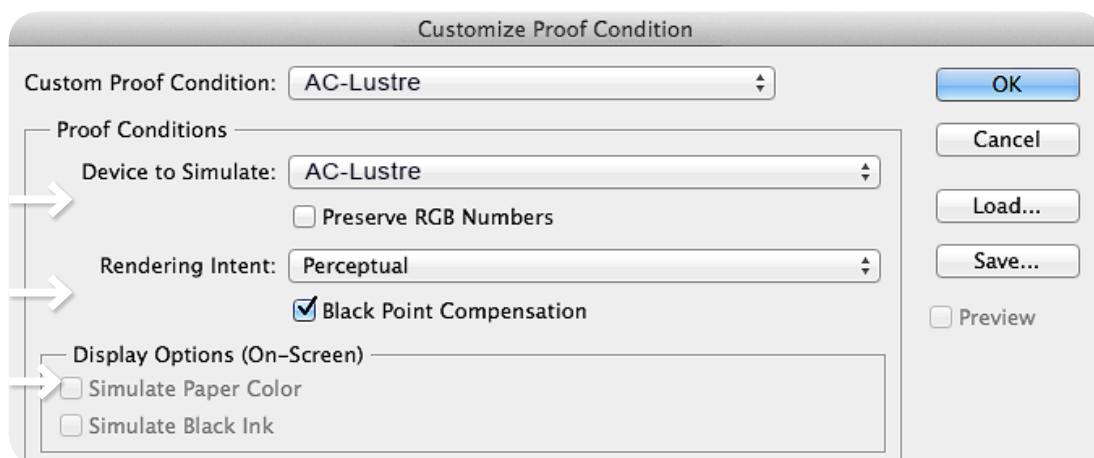 Customize Proof Condition
Custom Proof Condition: AC-Lustre
OK
Proof Conditions
Cancel
Device to Simulate: AC-Lustre
Preserve RGB Numbers
Load...
Rendering Intent: Perceptual
Save...
Black Point Compensation
Preview
Display Options (On-Screen)
Simulate Paper Color
Simulate Black Ink